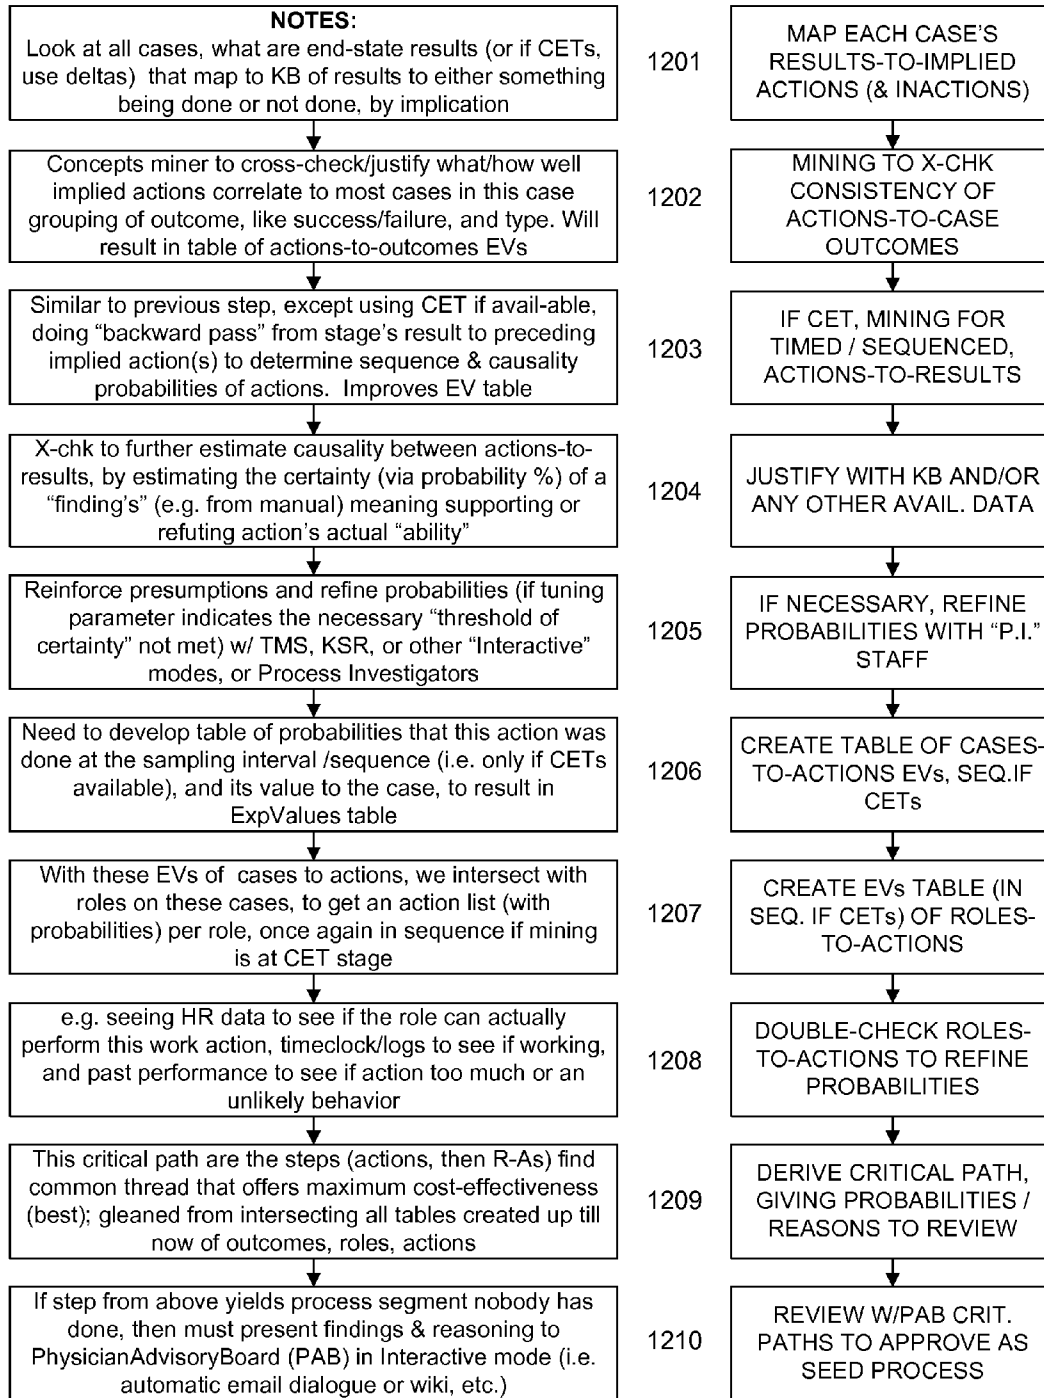 NOTES:
Look at all cases, what are end-state results (or if CETs,
use deltas)  that map to KB of results to either something
being done or not done, by implication
1201
MAP EACH CASE'S
RESULTS-TO-IMPLIED
ACTIONS (& INACTIONS)
Concepts miner to cross-check/justify what/how well
implied actions correlate to most cases in this case
grouping of outcome, like success/failure, and type. Will
result in table of actions-to-outcomes EVs
1202
MINING TO X-CHK
CONSISTENCY OF
ACTIONS-TO-CASE
OUTCOMES
Similar to previous step, except using CET if avail-able,
doing “backward pass” from stage's result to preceding
implied action(s) to determine sequence & causality
probabilities of actions.  Improves EV table
1203
IF CET, MINING FOR
TIMED / SEQUENCED,
ACTIONS-TO-RESULTS
X-chk to further estimate causality between actions-to-
results, by estimating the certainty (via probability %) of a
“finding's” (e.g. from manual) meaning supporting or
refuting action's actual “ability”
1204
JUSTIFY WITH KB AND/OR
ANY OTHER AVAIL. DATA
Reinforce presumptions and refine probabilities (if tuning
parameter indicates the necessary “threshold of
certainty” not met) w/ TMS, KSR, or other “Interactive”
modes, or Process Investigators
1205
IF NECESSARY, REFINE
PROBABILITIES WITH “P.I.”
STAFF
Need to develop table of probabilities that this action was
done at the sampling interval /sequence (i.e. only if CETs
available), and its value to the case, to result in
ExpValues table
1206
CREATE TABLE OF CASES-
TO-ACTIONS EVs, SEQ.IF
CETs
With these EVs of  cases to actions, we intersect with
roles on these cases, to get an action list (with
probabilities) per role, once again in sequence if mining
is at CET stage
1207
CREATE EVs TABLE (IN
SEQ. IF CETs) OF ROLES-
TO-ACTIONS
e.g. seeing HR data to see if the role can actually
perform this work action, timeclock/logs to see if working,
and past performance to see if action too much or an
unlikely behavior
1208
DOUBLE-CHECK ROLES-
TO-ACTIONS TO REFINE
PROBABILITIES
This critical path are the steps (actions, then R-As) find
common thread that offers maximum cost-effectiveness
(best); gleaned from intersecting all tables created up till
now of outcomes, roles, actions
1209
DERIVE CRITICAL PATH,
GIVING PROBABILITIES /
REASONS TO REVIEW
If step from above yields process segment nobody has
done, then must present findings & reasoning to
PhysicianAdvisoryBoard (PAB) in Interactive mode (i.e.
automatic email dialogue or wiki, etc.)
1210
REVIEW W/PAB CRIT.
PATHS TO APPROVE AS
SEED PROCESS